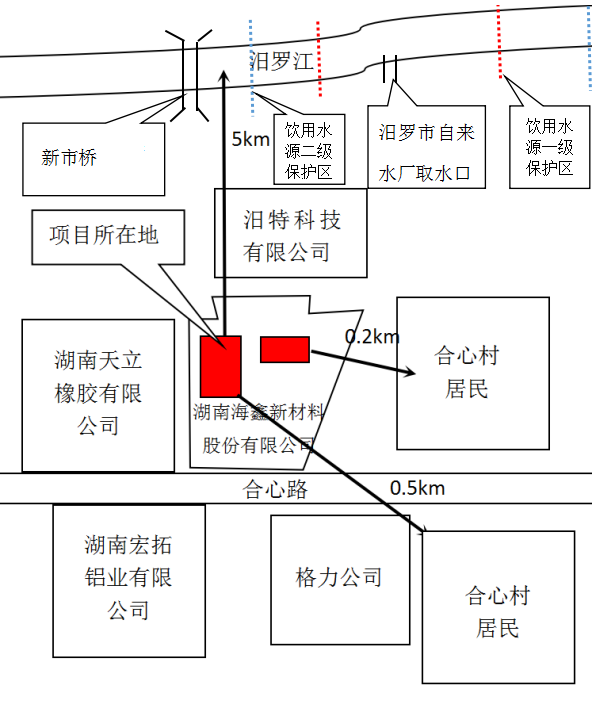 汨罗江
5km
新市桥
饮用水
源二级
保护区
汨罗市自来
水厂取水口
饮用水
源一级
保护区
项目所在地
汨特科技
有限公司
湖南天立
橡胶有限
公司
0.2km
合心村
居民
湖南海鑫新材料
股份有限公司
合心路
0.5km
湖南宏拓
铝业有限
公司
格力公司
合心村
居民